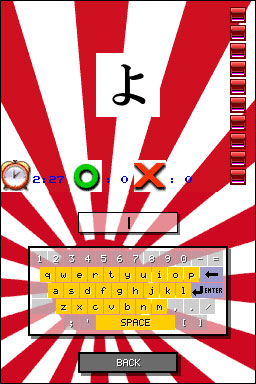 よ
2:27 : 0 : 0
1 2 3 4 5 6 7 8 9 0 - =
q w e r t y u i o p
a s d f g h j k l ENTER
z x c v b n m , . /
; ' SPACE [ ]
BACK